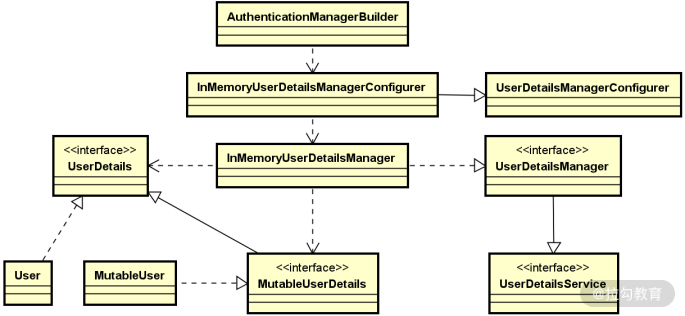 AuthenticationManagerBuilder
InMemoryUserDetailsManagerConfigurer
UserDetailsManagerConfigurer
<<interface>>
UserDetails
InMemoryUserDetailsManager
<<interface>>
UserDetailsManager
User
MutableUser
<<interface>>
MutableUserDetails
<<interface>>
UserDetailsService
@拉勾教育